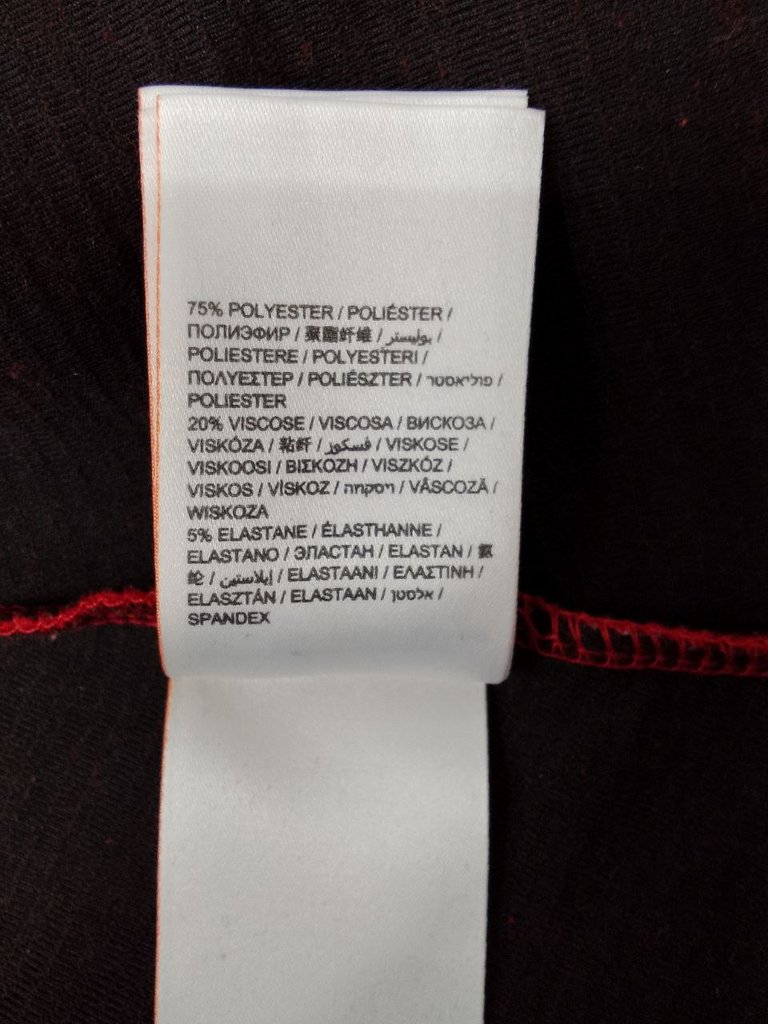 75% POLYESTER / POLIÉSTER /
ПОЛИЭФИР / 聚酯纤维 / بوليستر /
POLIESTERE / POLYESTERI /
ΠΟΛΥΕΣΤΕΡ / POLIÉSZTER / פוליאסטר /
POLIESTER
20% VISCOSE / VISCOSA / ВИСКОЗА /
VISKÓZA / 粘纤 / فسكوز / VISKOSE /
VISKOOSI / ΒΙΣΚΟΖΗ / VISZKÓZ /
VISKOS / VİSKOZ / ויסקוזה / VÂSCOZĂ /
WISKOZA
5% ELASTANE / ÉLASTHANNE /
ELASTANO / ЭЛАСТАН / ELASTAN / 氨
纶 / إيلاستين / ELASTAANI / ΕΛΑΣΤΙΝΗ /
ELASZTÁN / ELASTAAN / אלסטן /
SPANDEX